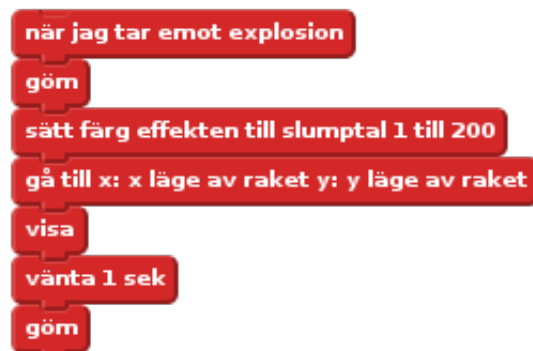 när jag tar emot explosion
göm
sätt färg effekten till slumptal 1 till 200
gå till x: x läge av raket y: y läge av raket
visa
vänta 1 sek
göm